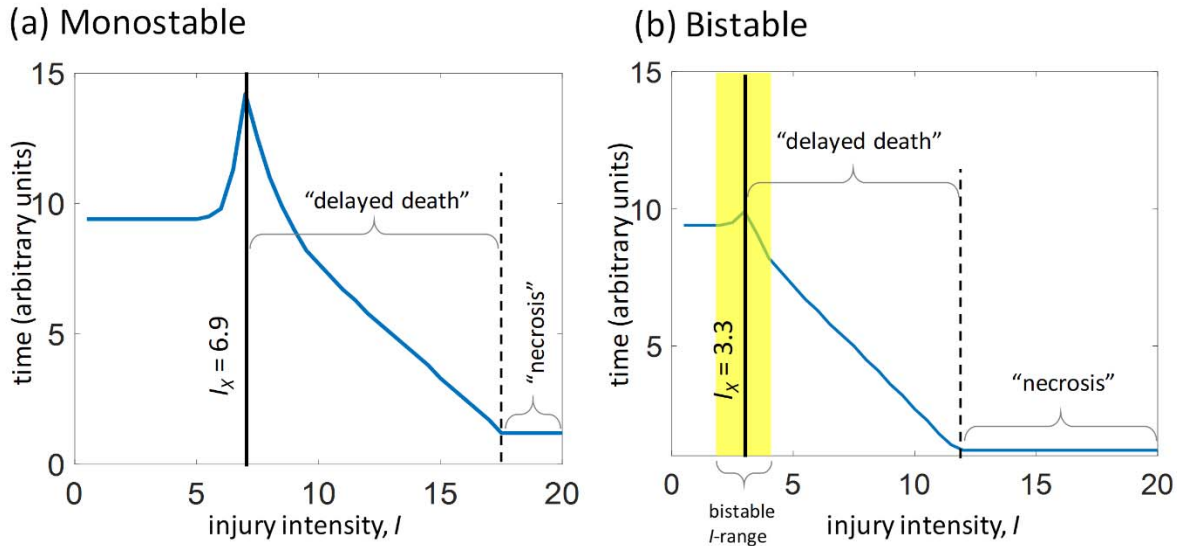 (a) Monostable
15
10
5
0
time (arbitrary units)
I_X = 6.9
“delayed death”
“necrosis”
0 5 10 15 20
injury intensity, I
(b) Bistable
15
10
5
time (arbitrary units)
I_X = 3.3
“delayed death”
“necrosis”
0 5 10 15 20
bistable
I-range
injury intensity, I